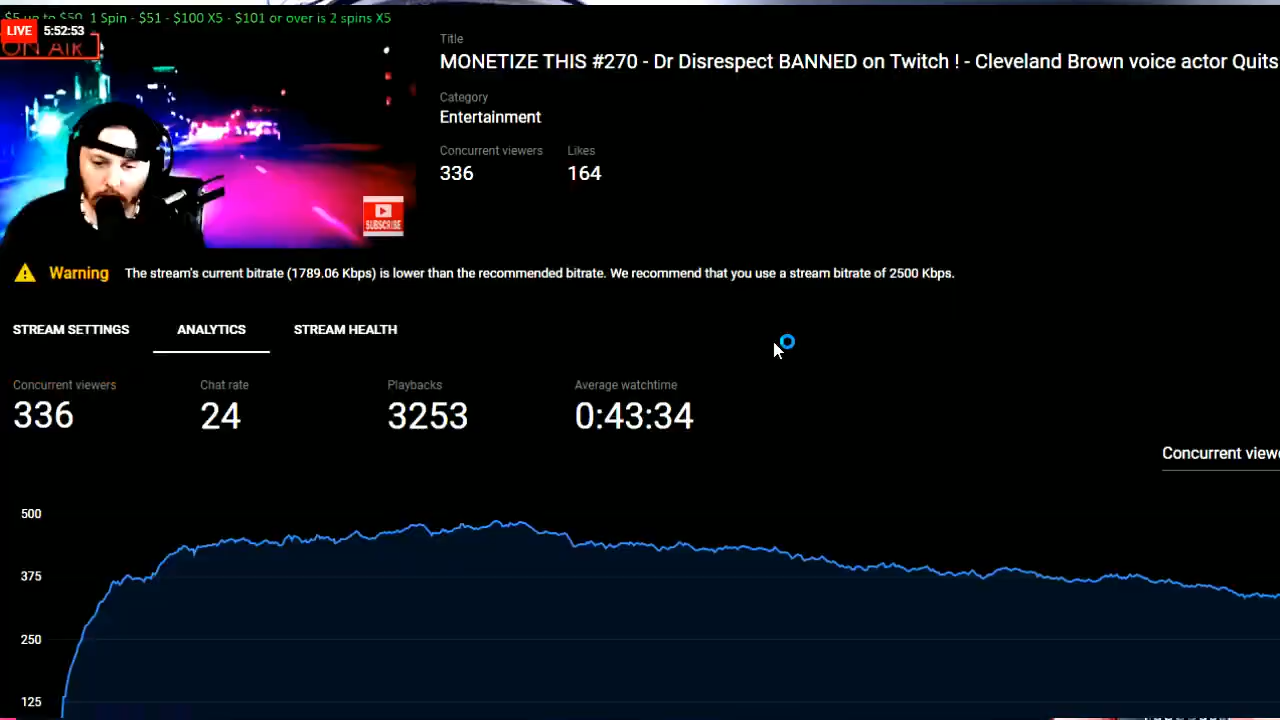 $5 up to $50 1 Spin - $51 - $100 X5 - $101 or over is 2 spins X5
LIVE 5:52:53
ON AIR
SUBSCRIBE
Title
MONETIZE THIS #270 - Dr Disrespect BANNED on Twitch ! - Cleveland Brown voice actor Quits
Category
Entertainment
Concurrent viewers Likes
336 164
Warning The stream's current bitrate (1789.06 Kbps) is lower than the recommended bitrate. We recommend that you use a stream bitrate of 2500 Kbps.
STREAM SETTINGS ANALYTICS STREAM HEALTH
Concurrent viewers Chat rate Playbacks Average watchtime
336 24 3253 0:43:34
Concurrent viewe
500
375
250
125